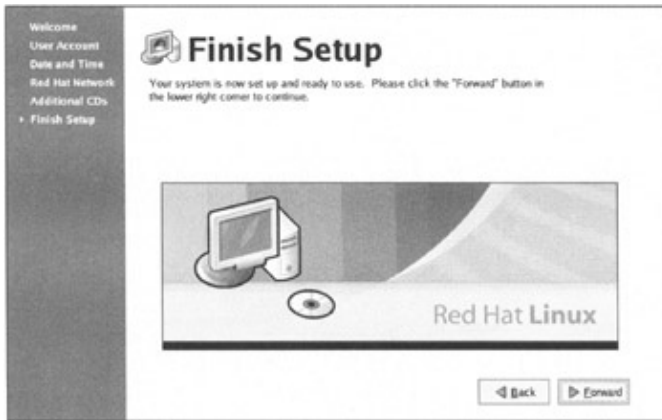 Welcome
User Account
Date and Time
Red Hat Network
Additional CDs
Finish Setup
Finish Setup
Your system is now set up and ready to use. Please click the "Forward" button in
the lower right corner to continue.
Red Hat Linux
Back
Forward